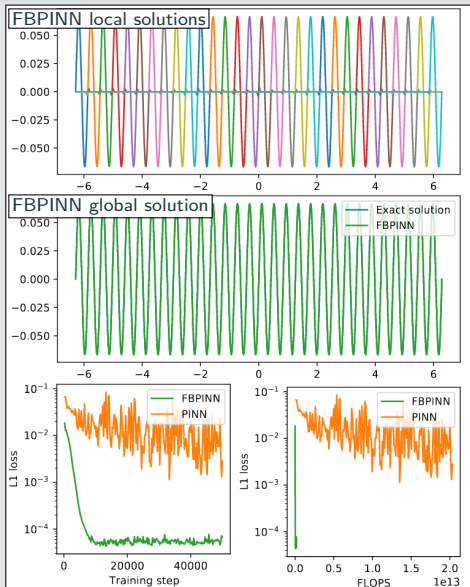 FBPINN local solutions
0.050
0.025
0.000
−0.025
−0.050
−6 −4 −2 0 2 4 6
FBPINN global solution
0.050
0.025
0.000
−0.025
−0.050
Exact solution
FBPINN
−6 −4 −2 0 2 4 6
L1 loss
10⁻¹
10⁻²
10⁻³
10⁻⁴
FBPINN
PINN
0 20000 40000
Training step
L1 loss
10⁻¹
10⁻²
10⁻³
10⁻⁴
FBPINN
PINN
0.0 0.5 1.0 1.5 2.0
1e13
FLOPS